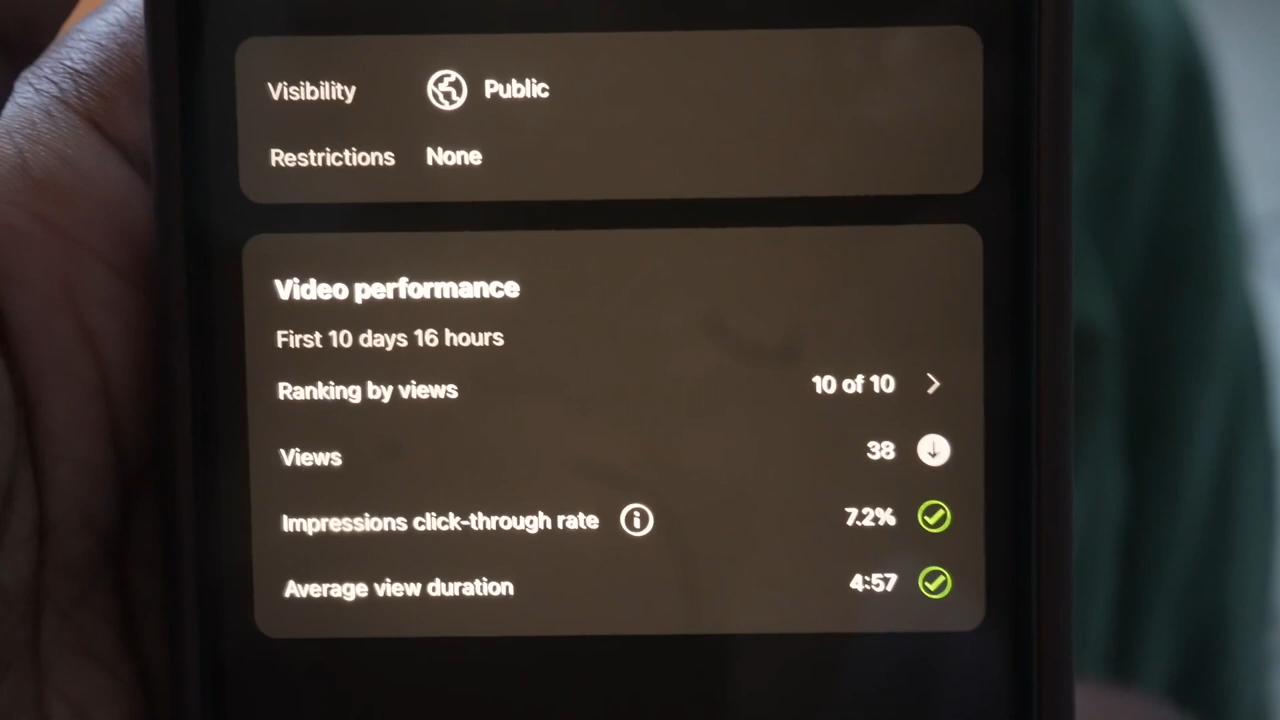 Visibility Public
Restrictions None
Video performance
First 10 days 16 hours
Ranking by views 10 of 10
Views 38
Impressions click-through rate 7.2%
Average view duration 4:57